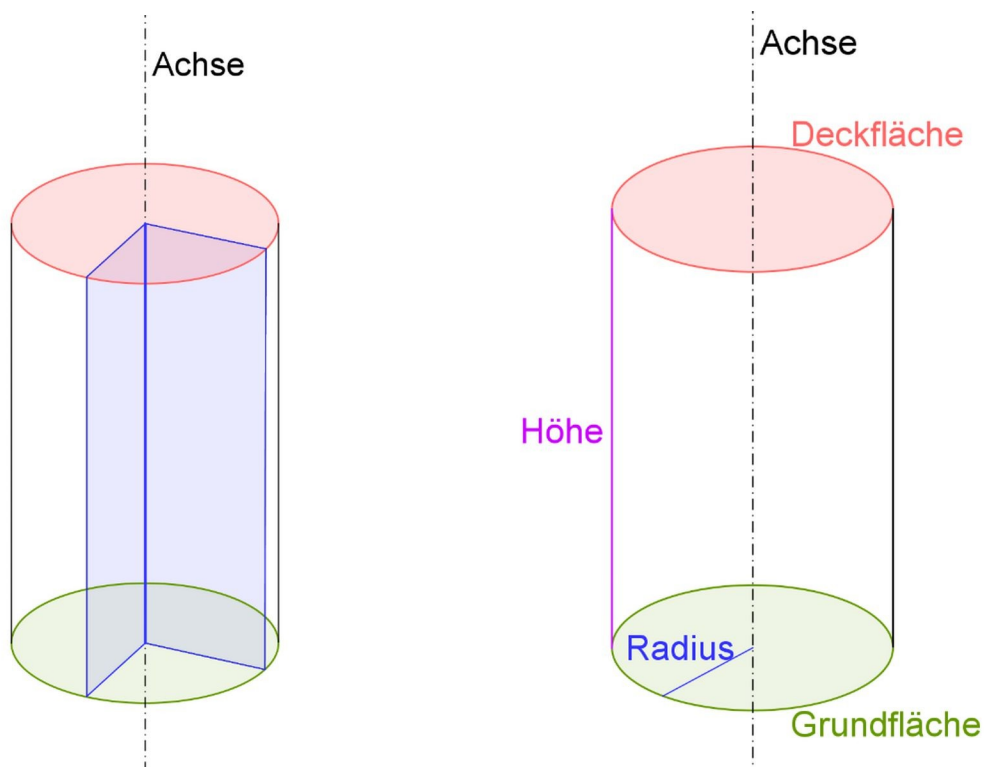 Achse
Achse
Deckfläche
Höhe
Radius
Grundfläche